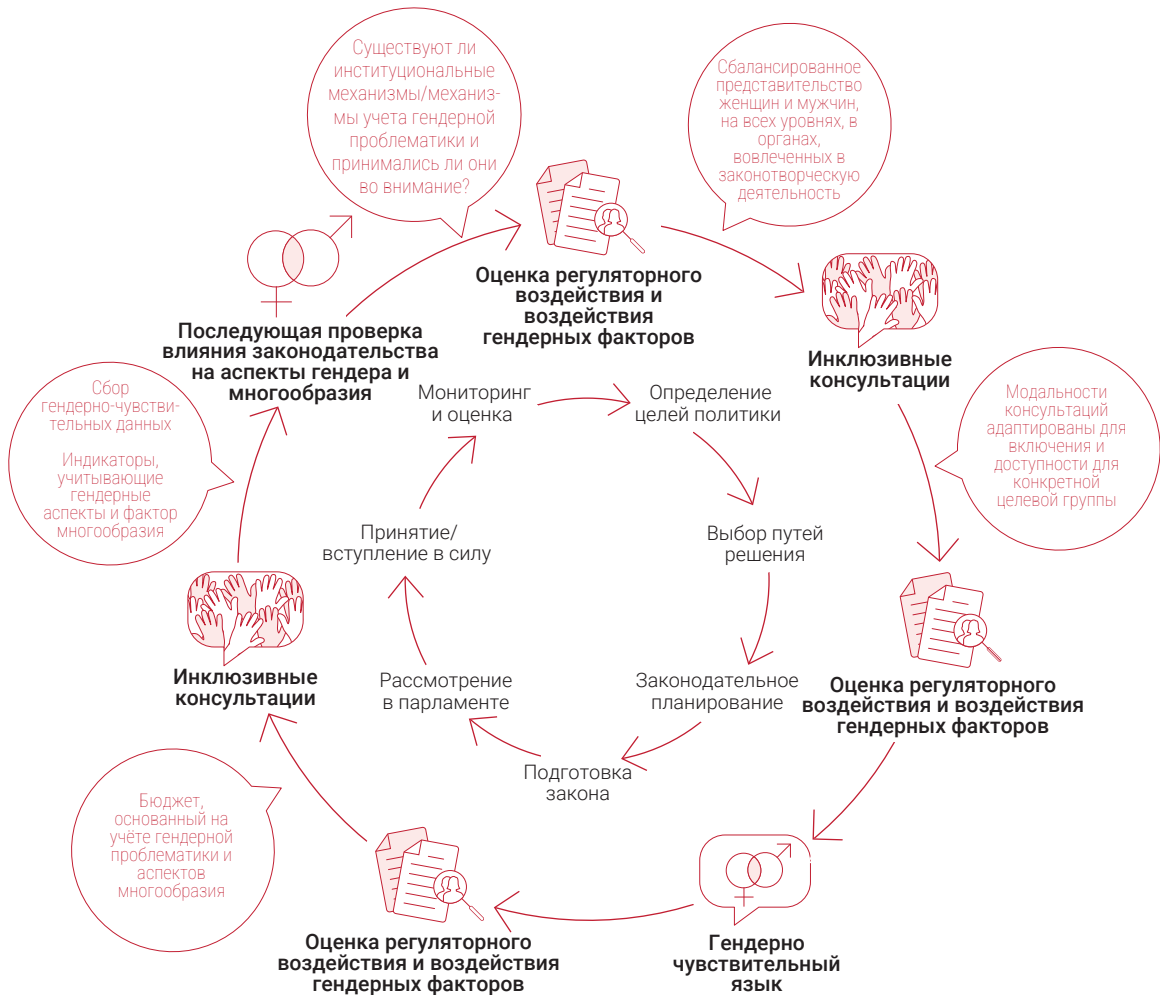 Существуют ли
институциональные
механизмы/механиз-
мы учета гендерной
проблематики и
принимались ли они
во внимание?
Сбалансированное
представительство
женщин и мужчин,
на всех уровнях, в
органах,
вовлеченных в
законотворческую
деятельность
Оценка регуляторного
воздействия и
воздействия
гендерных факторов
Инклюзивные
консультации
Модальности
консультаций
адаптированы для
включения и
доступности для
конкретной
целевой группы
Оценка регуляторного
воздействия и воздействия
гендерных факторов
Гендерно
чувствительный
язык
Оценка регуляторного
воздействия и воздействия
гендерных факторов
Бюджет,
основанный на
учёте гендерной
проблематики и
аспектов
многообразия
Инклюзивные
консультации
Сбор
гендерно-чувстви-
тельных данных
Индикаторы,
учитывающие
гендерные
аспекты и фактор
многообразия
Последующая проверка
влияния законодательства
на аспекты гендера и
многообразия
Мониторинг
и оценка
Определение
целей политики
Выбор путей
решения
Законодательное
планирование
Подготовка
закона
Рассмотрение
в парламенте
Принятие/
вступление в силу